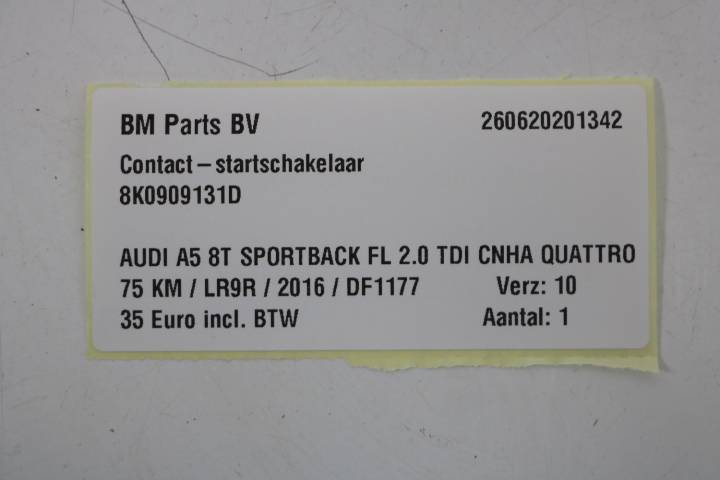 BM Parts BV 260620201342
Contact – startschakelaar
8K0909131D
AUDI A5 8T SPORTBACK FL 2.0 TDI CNHA QUATTRO
75 KM / LR9R / 2016 / DF1177 Verz: 10
35 Euro incl. BTW Aantal: 1